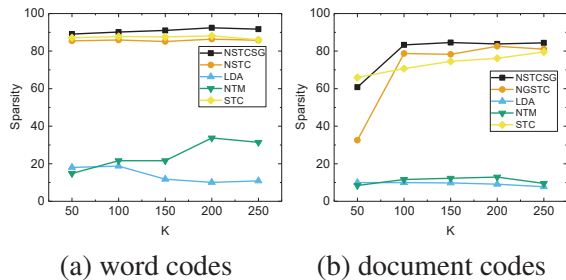 100
80
60
40
20
0
Sparsity
NSTCSG
NSTC
LDA
NTM
STC
50 100 150 200 250
K
(a) word codes
100
80
60
40
20
0
Sparsity
NSTCSG
NGSTC
LDA
NTM
STC
50 100 150 200 250
K
(b) document codes